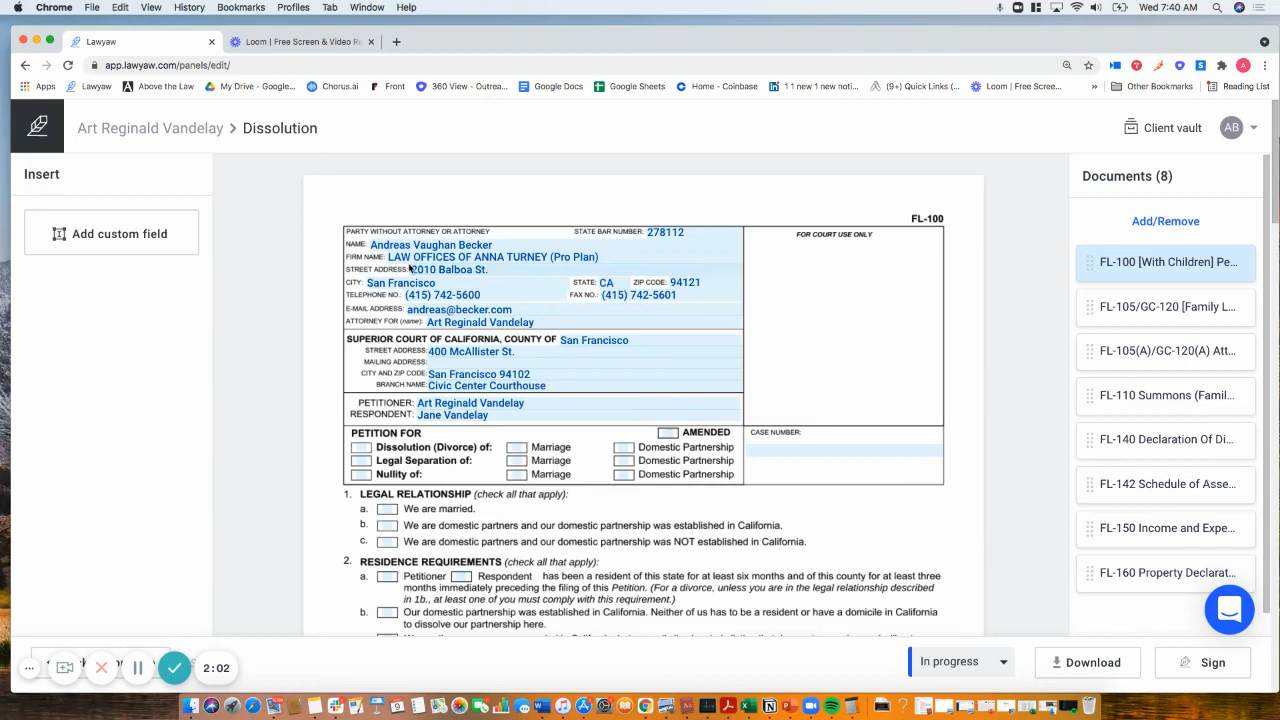 Chrome File Edit View History Bookmarks Profiles Tab Window Help Wed 7:40 AM
Lawyaw Loom | Free Screen & Video Re
app.lawyaw.com/panels/edit/
Apps Lawyaw Above the Law My Drive - Google... Chorus.ai Front 360 View - Outrea... Google Docs Google Sheets Home - Coinbase 1 1 new 1 new noti... (9+) Quick Links (... Loom | Free Scree... » Other Bookmarks Reading List
Art Reginald Vandelay > Dissolution Client vault AB
Insert
Add custom field
FL-100
PARTY WITHOUT ATTORNEY OR ATTORNEY STATE BAR NUMBER: 278112
NAME: Andreas Vaughan Becker
FIRM NAME: LAW OFFICES OF ANNA TURNEY (Pro Plan)
STREET ADDRESS: 2010 Balboa St.
CITY: San Francisco STATE: CA ZIP CODE: 94121
TELEPHONE NO.: (415) 742-5600 FAX NO.: (415) 742-5601
E-MAIL ADDRESS: andreas@becker.com
ATTORNEY FOR (name): Art Reginald Vandelay
FOR COURT USE ONLY
SUPERIOR COURT OF CALIFORNIA, COUNTY OF San Francisco
STREET ADDRESS: 400 McAllister St.
MAILING ADDRESS:
CITY AND ZIP CODE: San Francisco 94102
BRANCH NAME: Civic Center Courthouse
PETITIONER: Art Reginald Vandelay
RESPONDENT: Jane Vandelay
PETITION FOR AMENDED
Dissolution (Divorce) of: Marriage Domestic Partnership
Legal Separation of: Marriage Domestic Partnership
Nullity of: Marriage Domestic Partnership
CASE NUMBER:
1. LEGAL RELATIONSHIP (check all that apply):
a. We are married.
b. We are domestic partners and our domestic partnership was established in California.
c. We are domestic partners and our domestic partnership was NOT established in California.
2. RESIDENCE REQUIREMENTS (check all that apply):
a. Petitioner Respondent has been a resident of this state for at least six months and of this county for at least three
months immediately preceding the filing of this Petition. (For a divorce, unless you are in the legal relationship described
in 1b., at least one of you must comply with this requirement.)
b. Our domestic partnership was established in California. Neither of us has to be a resident or have a domicile in California
to dissolve our partnership here.
Documents (8)
Add/Remove
FL-100 [With Children] Pe...
FL-105/GC-120 [Family L...
FL-105(A)/GC-120(A) Att...
FL-110 Summons (Famil...
FL-140 Declaration Of Di...
FL-142 Schedule of Asse...
FL-150 Income and Expe...
FL-160 Property Declarat...
2:02
In progress Download Sign